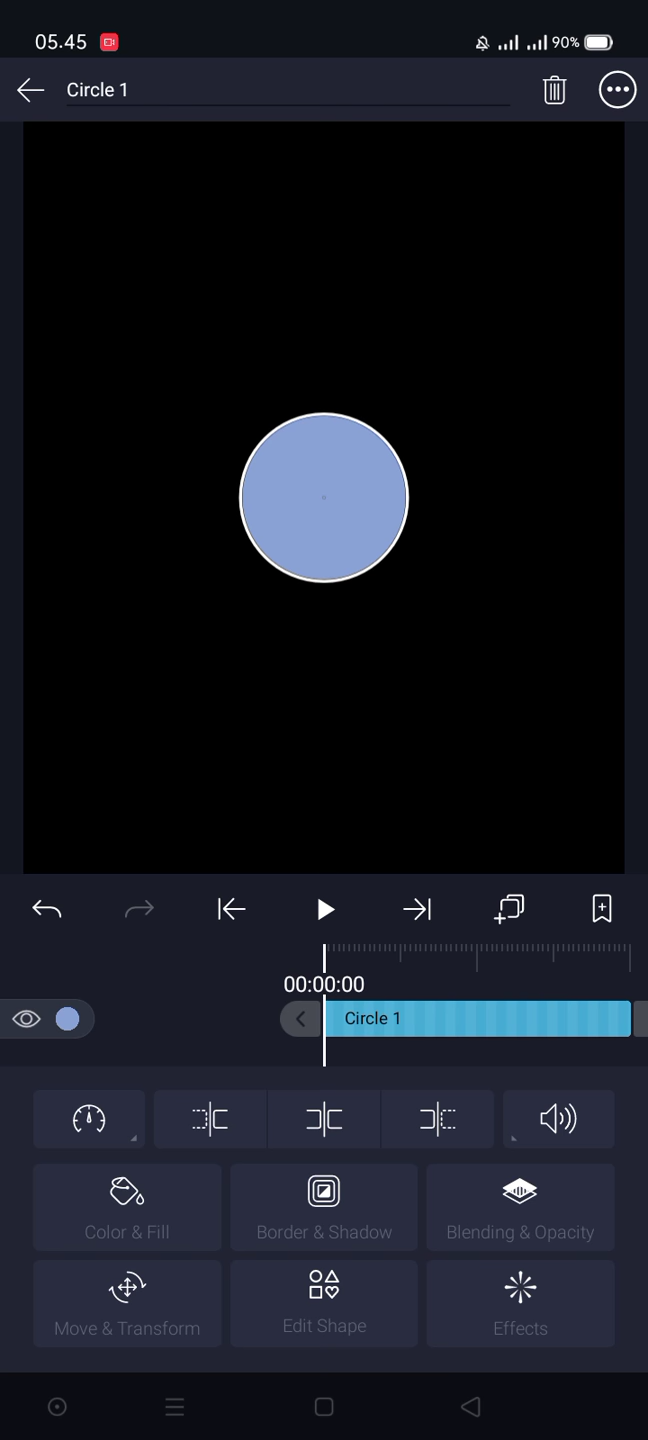 05.45
90%
Circle 1
00:00:00
Circle 1
Color & Fill
Border & Shadow
Blending & Opacity
Move & Transform
Edit Shape
Effects